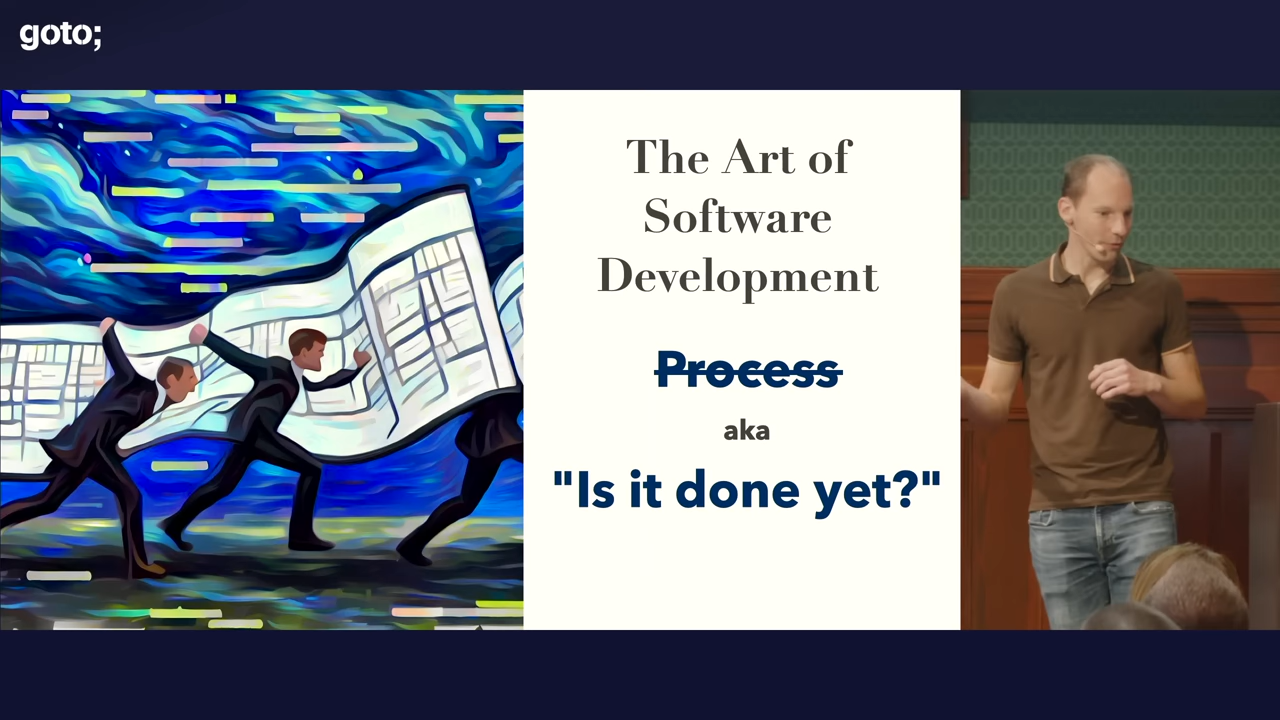 goto;
The Art of
Software
Development
Process
aka
"Is it done yet?"